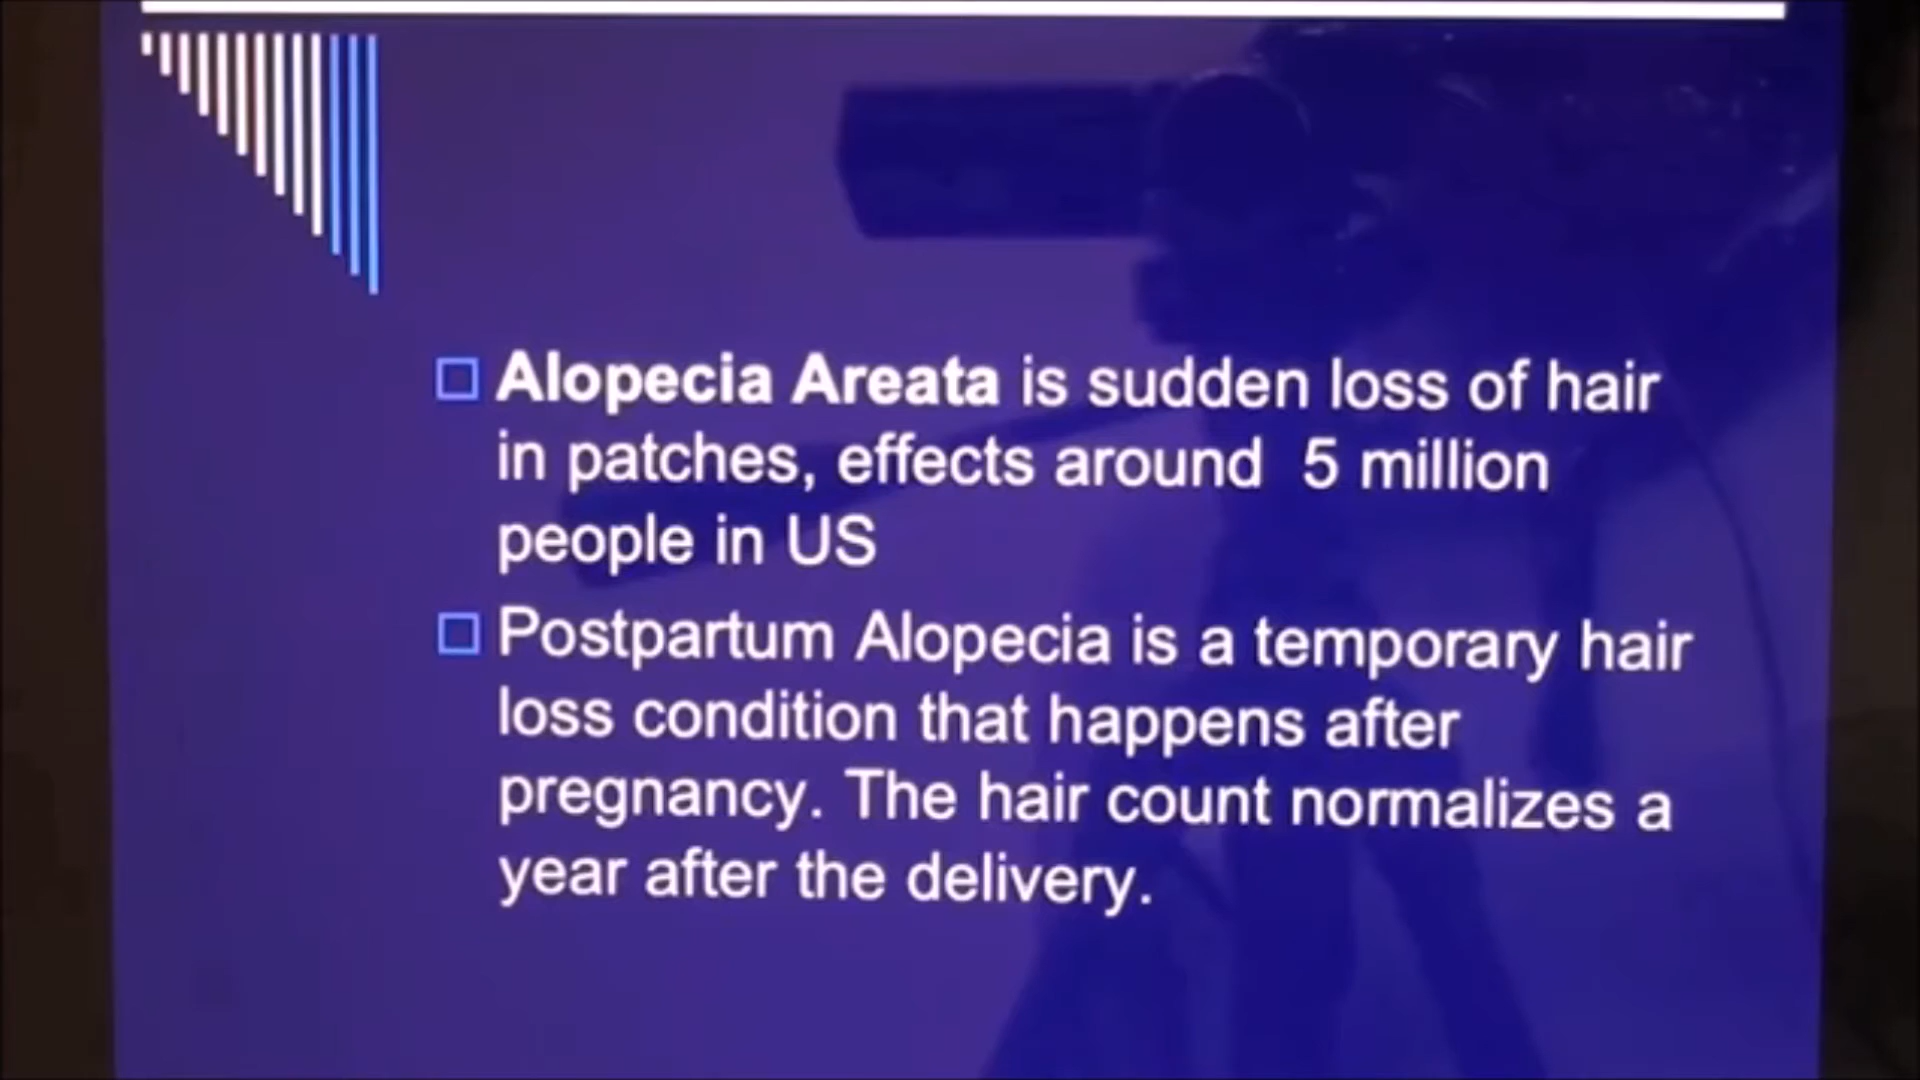 Alopecia Areata is sudden loss of hair
in patches, effects around 5 million
people in US
Postpartum Alopecia is a temporary hair
loss condition that happens after
pregnancy. The hair count normalizes a
year after the delivery.